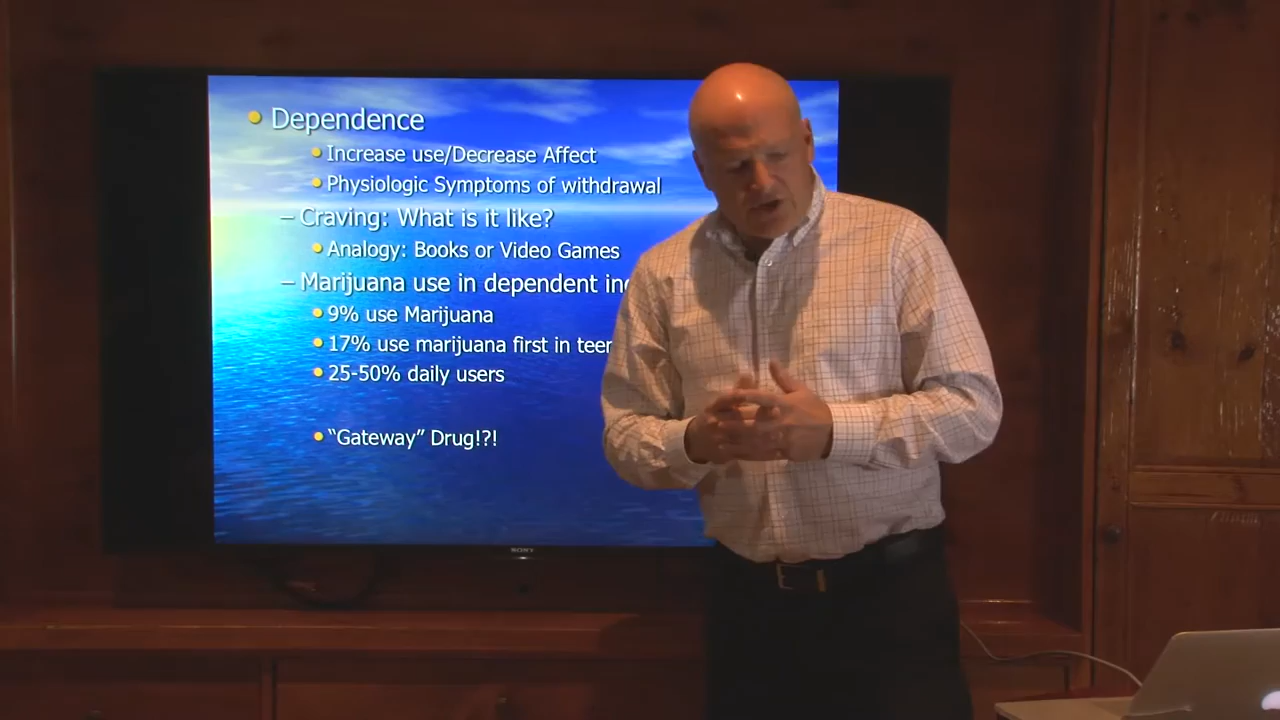 Dependence
Increase use/Decrease Affect
Physiologic Symptoms of withdrawal
– Craving: What is it like?
Analogy: Books or Video Games
– Marijuana use in dependent
9% use Marijuana
17% use marijuana first in
25-50% daily users
“Gateway” Drug!?!
SONY